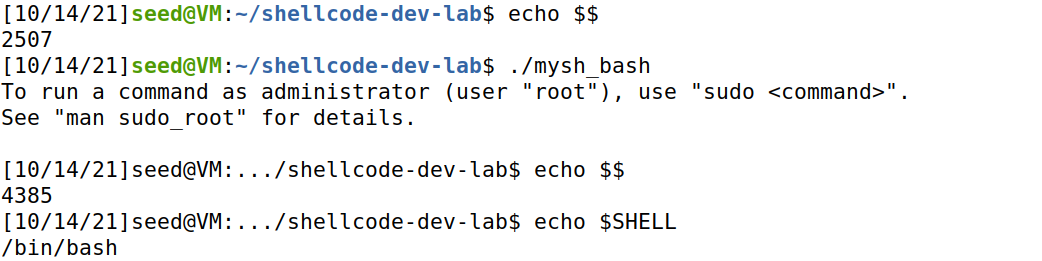 [10/14/21]seed@VM:~/shellcode-dev-lab$ echo $$
2507
[10/14/21]seed@VM:~/shellcode-dev-lab$ ./mysh_bash
To run a command as administrator (user "root"), use "sudo <command>".
See "man sudo_root" for details.
[10/14/21]seed@VM:.../shellcode-dev-lab$ echo $$
4385
[10/14/21]seed@VM:.../shellcode-dev-lab$ echo $SHELL
/bin/bash